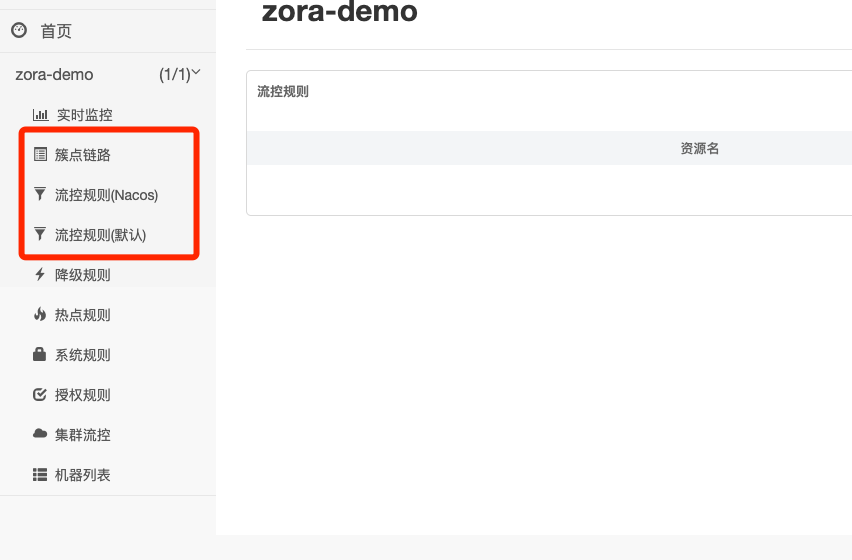 zora-demo
首页
zora-demo (1/1)
实时监控
簇点链路
流控规则(Nacos)
流控规则(默认)
降级规则
热点规则
系统规则
授权规则
集群流控
机器列表
流控规则
资源名